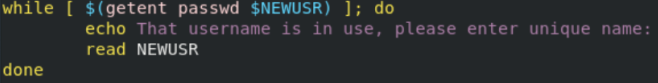 while [ $(getent passwd $NEWUSR) ]; do
        echo That username is in use, please enter unique name:
        read NEWUSR
done